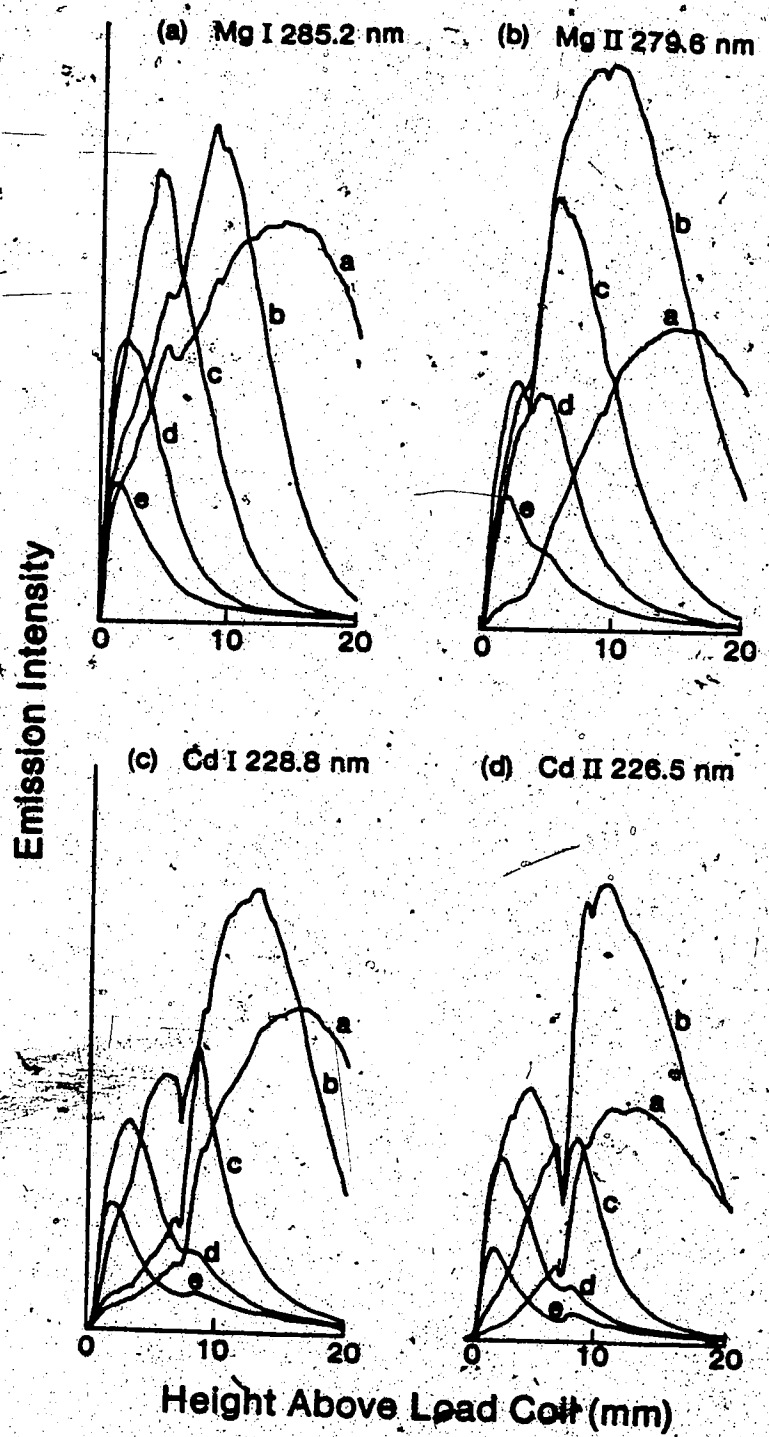 (a) Mg I 285.2 nm
(b) Mg II 279.6 nm
a
b
c
d
e
b
a
c
d
e
0
10
20
0
10
20
Emission Intensity
(c) Cd I 228.8 nm
(d) Cd II 226.5 nm
a
b
c
d
e
b
a
c
d
e
0
10
20
0
10
20
Height Above Load Coil (mm)